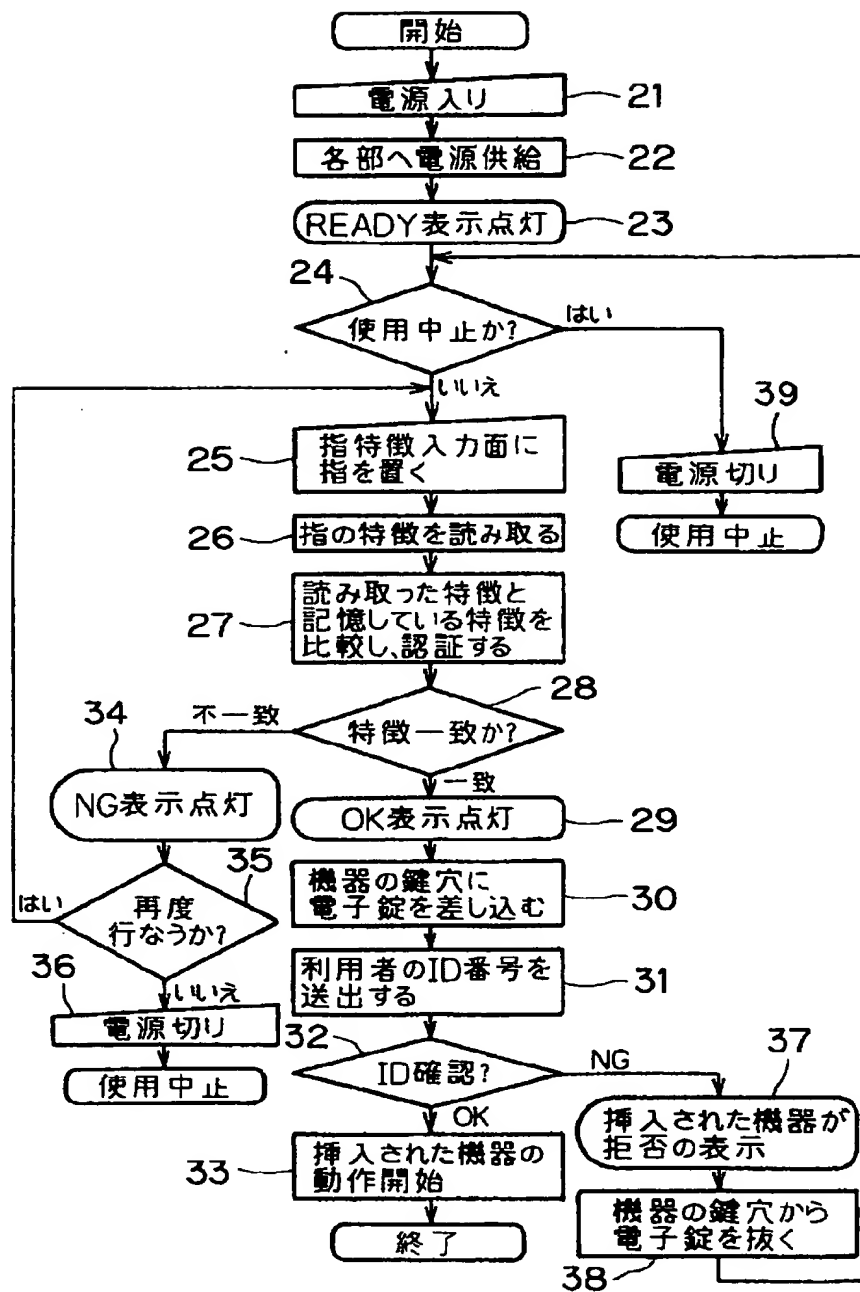 開始
電源入り
21
各部へ電源供給
22
READY表示点灯
23
24
使用中止か?
はい
いいえ
39
電源切り
使用中止
25
指特徴入力面に
指を置く
26
指の特徴を読み取る
27
読み取った特徴と
記憶している特徴を
比較し、認証する
28
特徴一致か?
不一致
一致
34
NG表示点灯
OK表示点灯
29
35
はい
再度
行なうか?
いいえ
36
電源切り
使用中止
機器の鍵穴に
電子錠を差し込む
30
利用者のID番号を
送出する
31
32
ID確認?
NG
OK
37
挿入された機器が
拒否の表示
33
挿入された機器の
動作開始
機器の鍵穴から
電子錠を抜く
38
終了